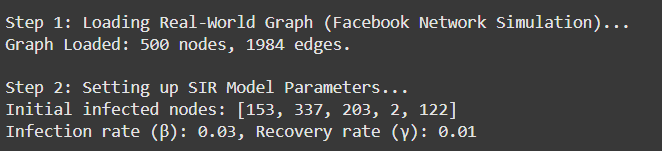 Step 1: Loading Real-World Graph (Facebook Network Simulation)...
Graph Loaded: 500 nodes, 1984 edges.
Step 2: Setting up SIR Model Parameters...
Initial infected nodes: [153, 337, 203, 2, 122]
Infection rate (β): 0.03, Recovery rate (γ): 0.01